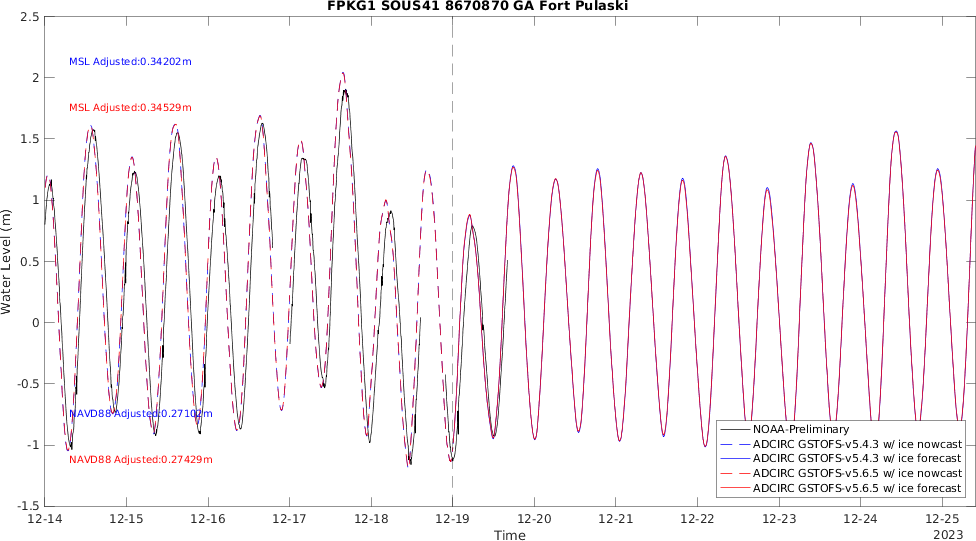 FPKG1 SOUS41 8670870 GA Fort Pulaski
2.5
MSL Adjusted:0.34202m
2
MSL Adjusted:0.34529m
1.5
1
0.5
0
-0.5
NAVD88 Adjusted:0.27102m
-1
NAVD88 Adjusted:0.27429m
-1.5
Water Level (m)
NOAA-Preliminary
ADCIRC GSTOFS-v5.4.3 w/ ice nowcast
ADCIRC GSTOFS-v5.4.3 w/ ice forecast
ADCIRC GSTOFS-v5.6.5 w/ ice nowcast
ADCIRC GSTOFS-v5.6.5 w/ ice forecast
12-14 12-15 12-16 12-17 12-18 12-19 12-20 12-21 12-22 12-23 12-24 12-25
Time
2023